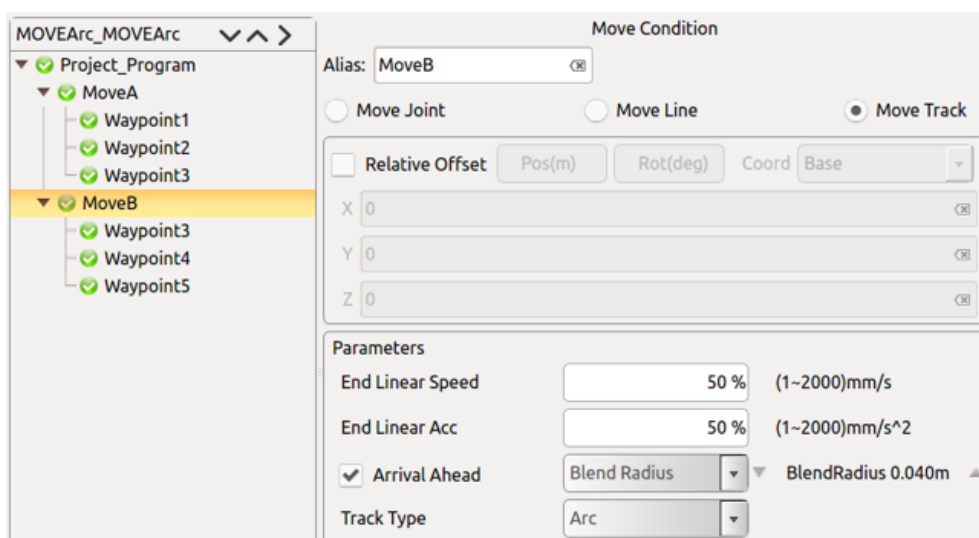 MOVEArc_MOVEArc
Project_Program
MoveA
Waypoint1
Waypoint2
Waypoint3
MoveB
Waypoint3
Waypoint4
Waypoint5
Move Condition
Alias: MoveB
Move Joint Move Line Move Track
Relative Offset Pos(m) Rot(deg) Coord Base
X 0
Y 0
Z 0
Parameters
End Linear Speed 50 % (1~2000)mm/s
End Linear Acc 50 % (1~2000)mm/s^2
Arrival Ahead Blend Radius BlendRadius 0.040m
Track Type Arc